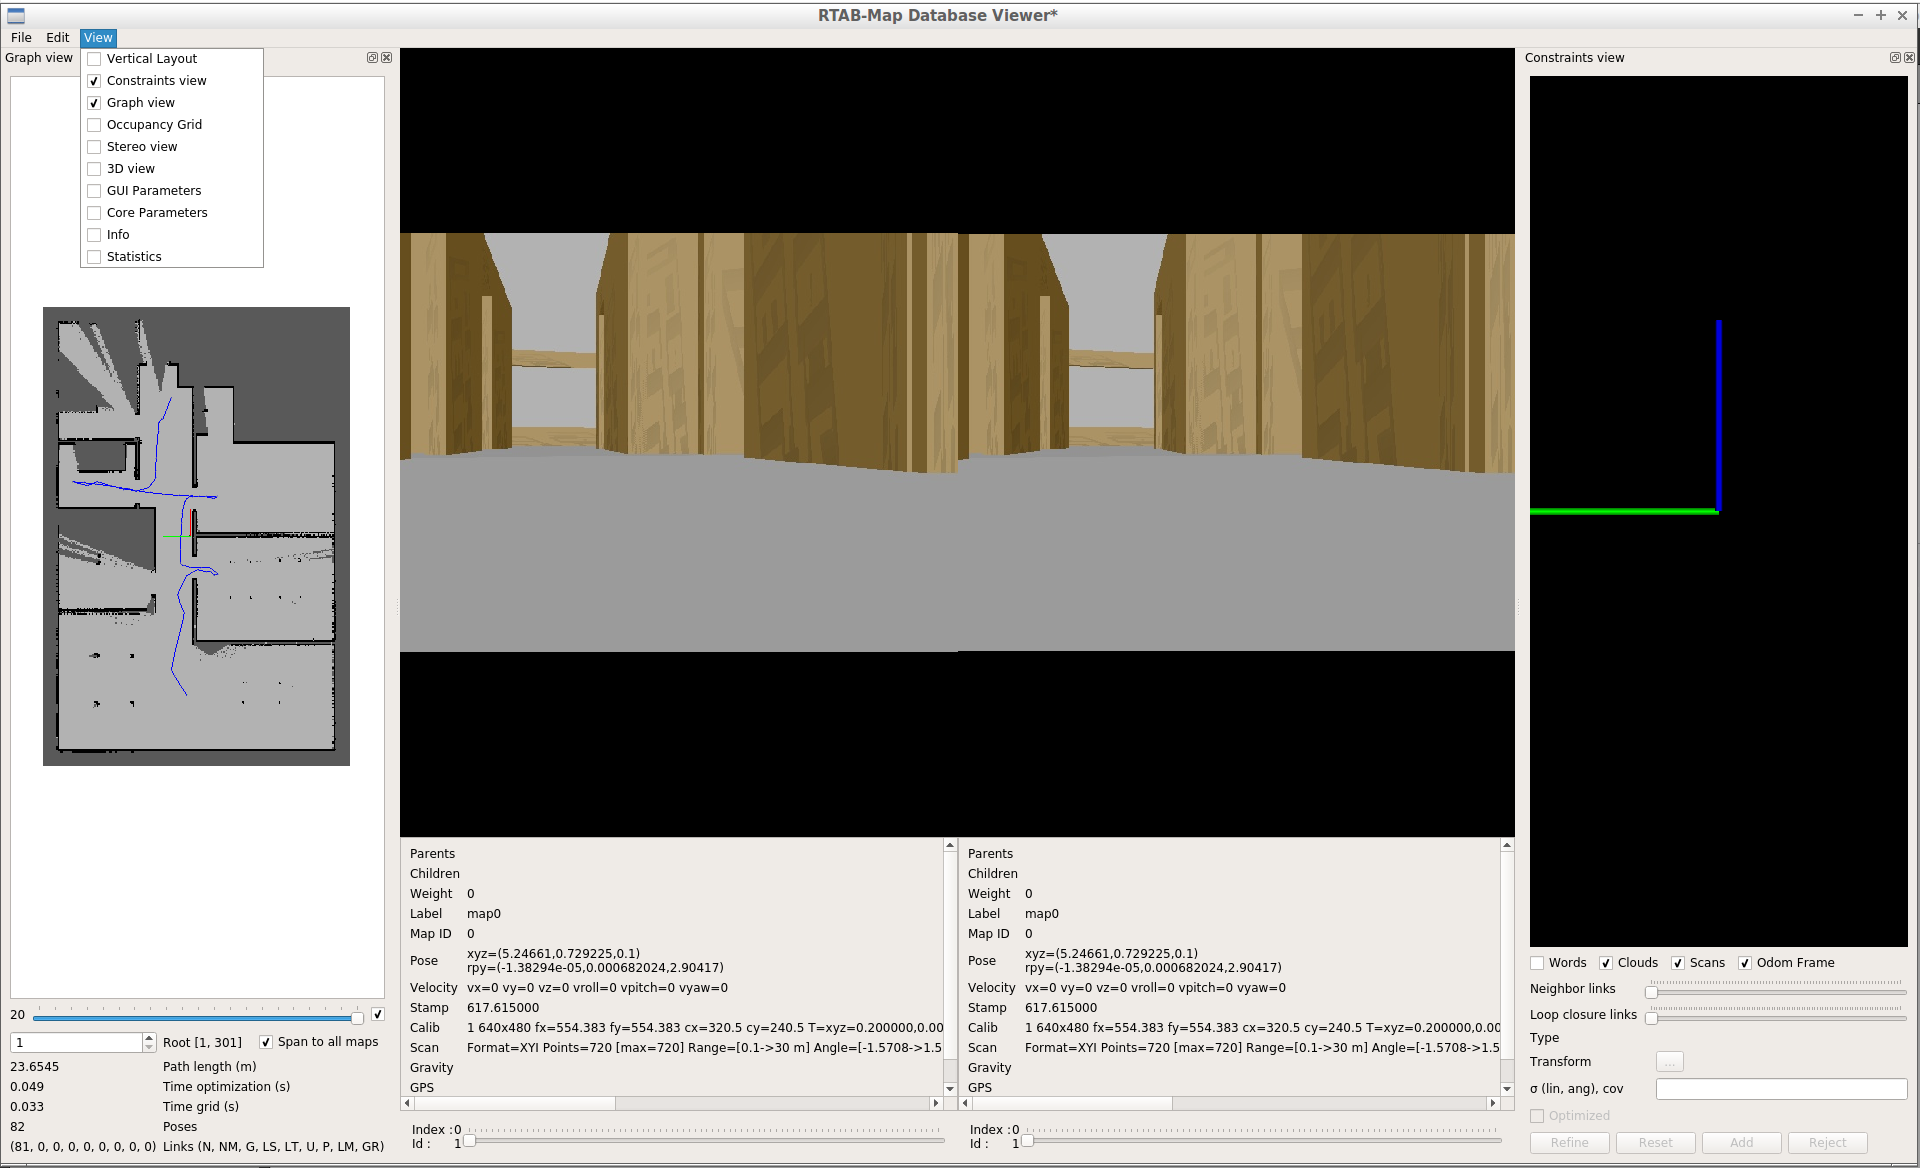 RTAB-Map Database Viewer*
File Edit View
Graph view
Vertical Layout
Constraints view
Graph view
Occupancy Grid
Stereo view
3D view
GUI Parameters
Core Parameters
Info
Statistics
20
1 Root [1, 301] Span to all maps
23.6545 Path length (m)
0.049 Time optimization (s)
0.033 Time grid (s)
82 Poses
(81, 0, 0, 0, 0, 0, 0, 0, 0) Links (N, NM, G, LS, LT, U, P, LM, GR)
Parents
Children
Weight 0
Label map0
Map ID 0
Pose xyz=(5.24661,0.729225,0.1)
rpy=(-1.38294e-05,0.000682024,2.90417)
Velocity vx=0 vy=0 vz=0 vroll=0 vpitch=0 vyaw=0
Stamp 617.615000
Calib 1 640x480 fx=554.383 fy=554.383 cx=320.5 cy=240.5 T=xyz=0.200000,0.00
Scan Format=XYI Points=720 [max=720] Range=[0.1->30 m] Angle=[-1.5708->1.5
Gravity
GPS
Index : 0
Id : 1
Parents
Children
Weight 0
Label map0
Map ID 0
Pose xyz=(5.24661,0.729225,0.1)
rpy=(-1.38294e-05,0.000682024,2.90417)
Velocity vx=0 vy=0 vz=0 vroll=0 vpitch=0 vyaw=0
Stamp 617.615000
Calib 1 640x480 fx=554.383 fy=554.383 cx=320.5 cy=240.5 T=xyz=0.200000,0.00
Scan Format=XYI Points=720 [max=720] Range=[0.1->30 m] Angle=[-1.5708->1.5
Gravity
GPS
Index : 0
Id : 1
Constraints view
Words Clouds Scans Odom Frame
Neighbor links
Loop closure links
Type
Transform ...
σ (lin, ang), cov
Optimized
Refine Reset Add Reject